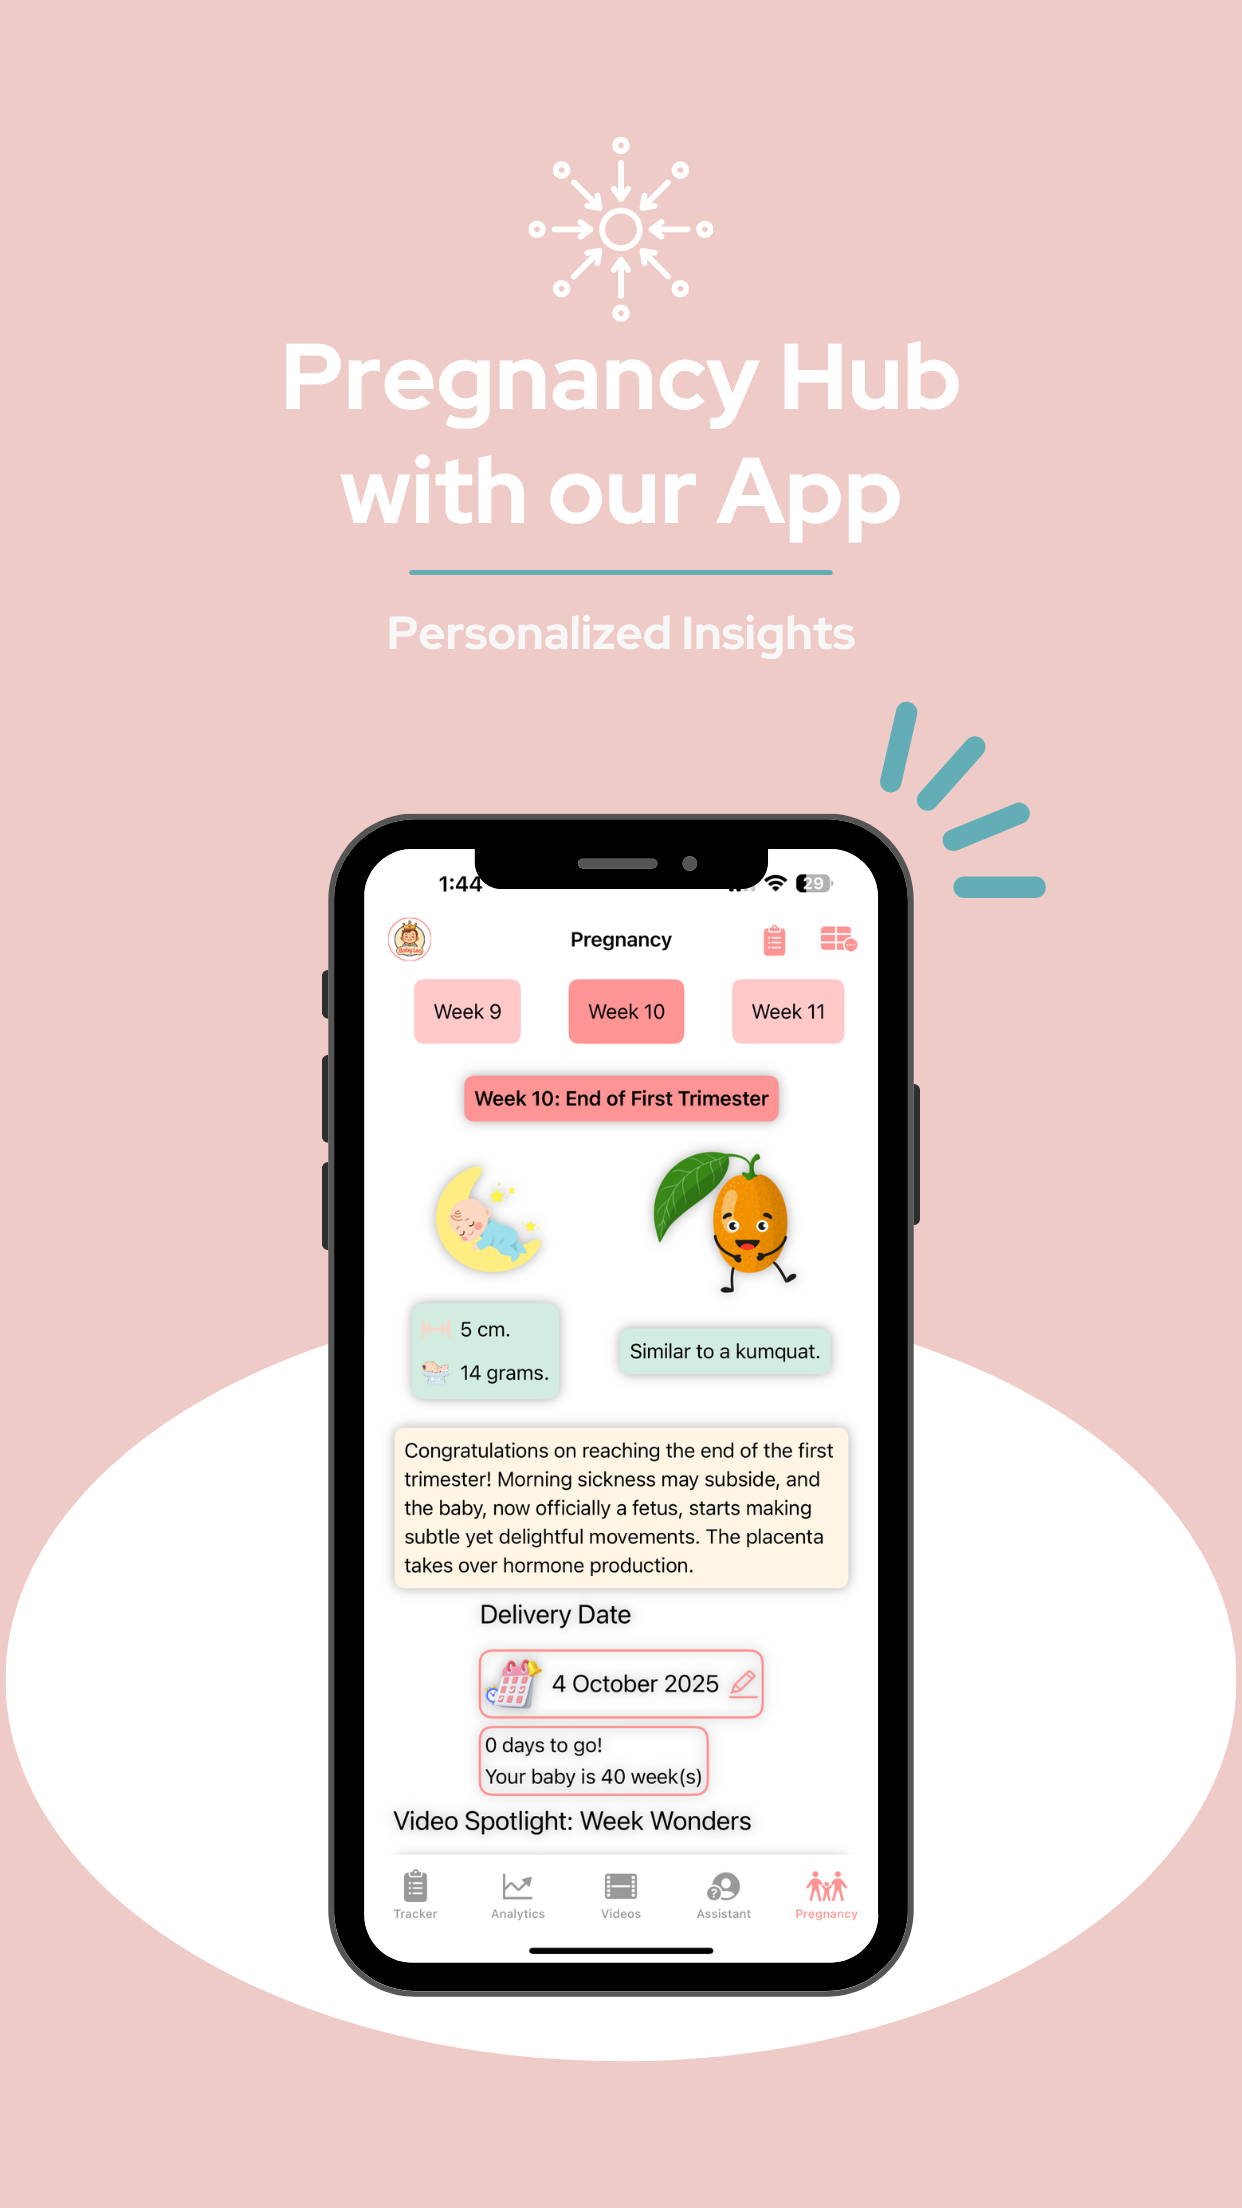 Pregnancy Hub
with our App
Personalized Insights
1:44
29
Pregnancy
Week 9
Week 10
Week 11
Week 10: End of First Trimester
5 cm.
14 grams.
Similar to a kumquat.
Congratulations on reaching the end of the first
trimester! Morning sickness may subside, and
the baby, now officially a fetus, starts making
subtle yet delightful movements. The placenta
takes over hormone production.
Delivery Date
4 October 2025
0 days to go!
Your baby is 40 week(s)
Video Spotlight: Week Wonders
Tracker
Analytics
Videos
Assistant
Pregnancy